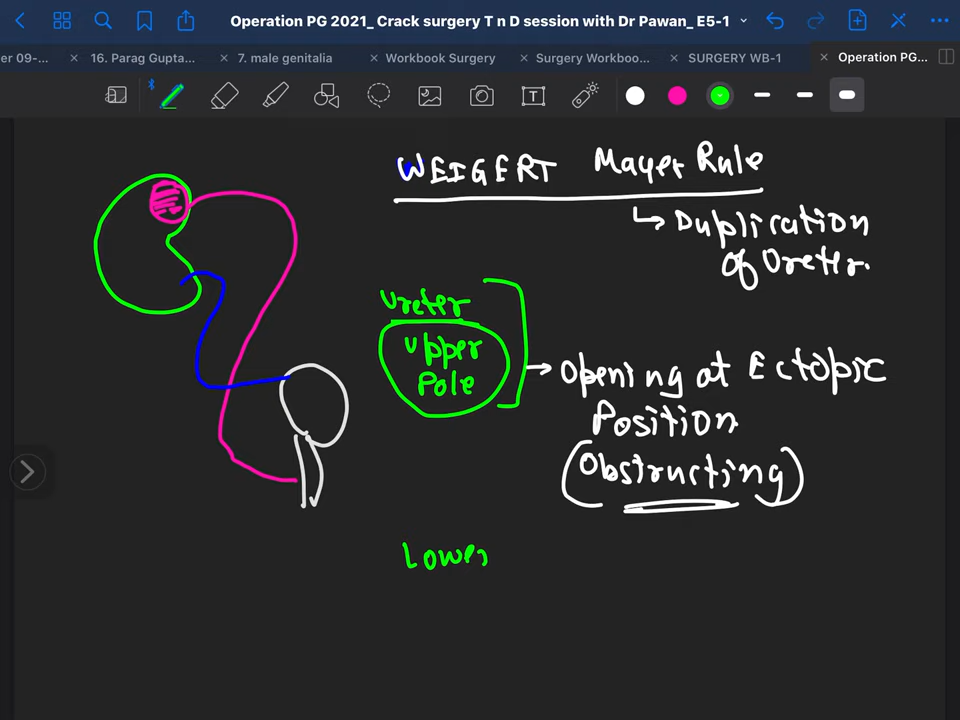 Operation PG 2021_ Crack surgery T n D session with Dr Pawan_ E5-1
er 09-...
16. Parag Gupta...
7. male genitalia
Workbook Surgery
Surgery Workboo...
SURGERY WB-1
Operation PG...
WEIGERT Mayer Rule
Duplication
of Ureter.
Ureter
Upper
Pole
Opening at Ectopic
Position
(Obstructing)
Lower